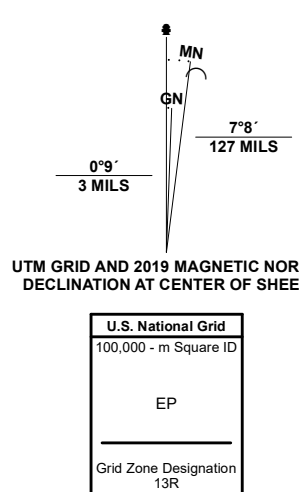 MN
GN
7°8´
127 MILS
0°9´
3 MILS
UTM GRID AND 2019 MAGNETIC NOR
DECLINATION AT CENTER OF SHEE
U.S. National Grid
100,000 - m Square ID
EP
Grid Zone Designation
13R